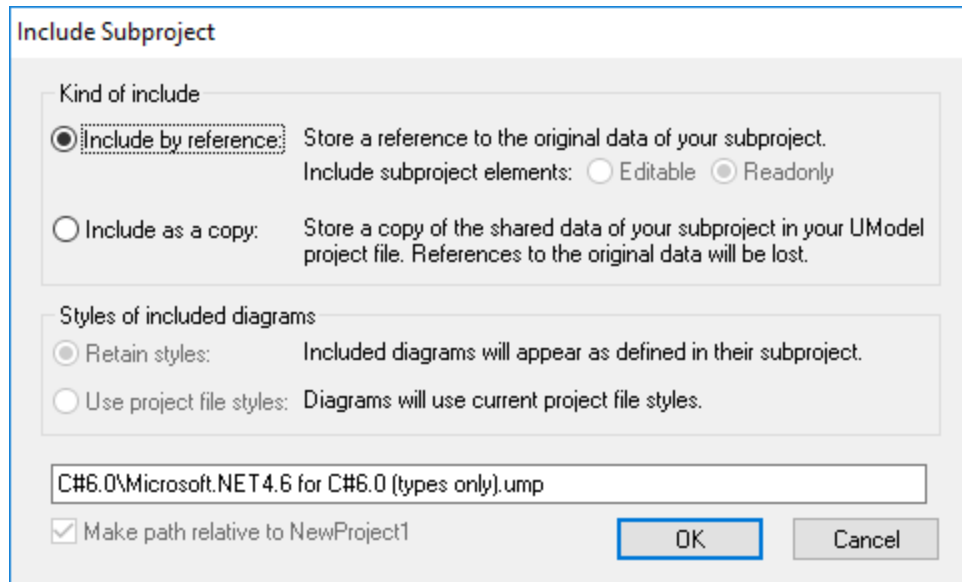 Include Subproject
Kind of include
Include by reference: Store a reference to the original data of your subproject.
Include subproject elements: Editable Readonly
Include as a copy: Store a copy of the shared data of your subproject in your UModel
project file. References to the original data will be lost.
Styles of included diagrams
Retain styles: Included diagrams will appear as defined in their subproject.
Use project file styles: Diagrams will use current project file styles.
C#6.0\Microsoft.NET4.6 for C#6.0 (types only).ump
Make path relative to NewProject1
OK Cancel